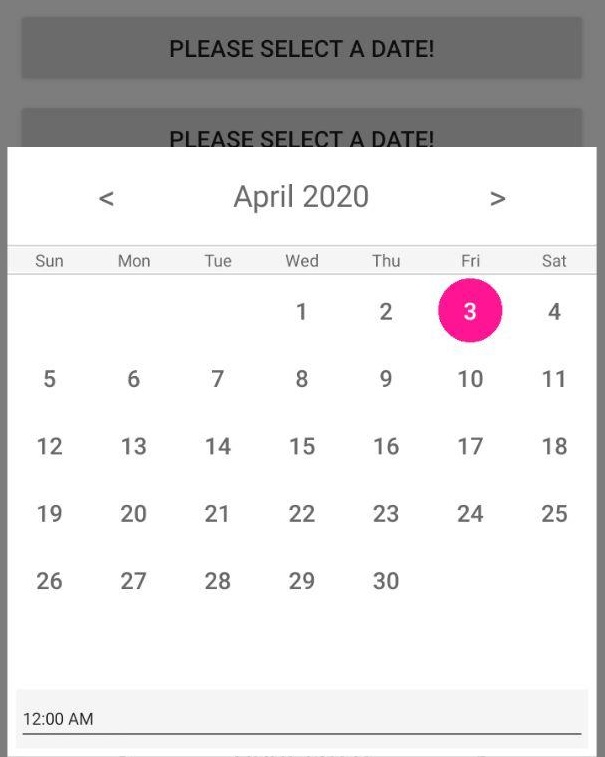 PLEASE SELECT A DATE!
PLEASE SELECT A DATE!
< April 2020 >
Sun Mon Tue Wed Thu Fri Sat
1 2 3 4
5 6 7 8 9 10 11
12 13 14 15 16 17 18
19 20 21 22 23 24 25
26 27 28 29 30
12:00 AM